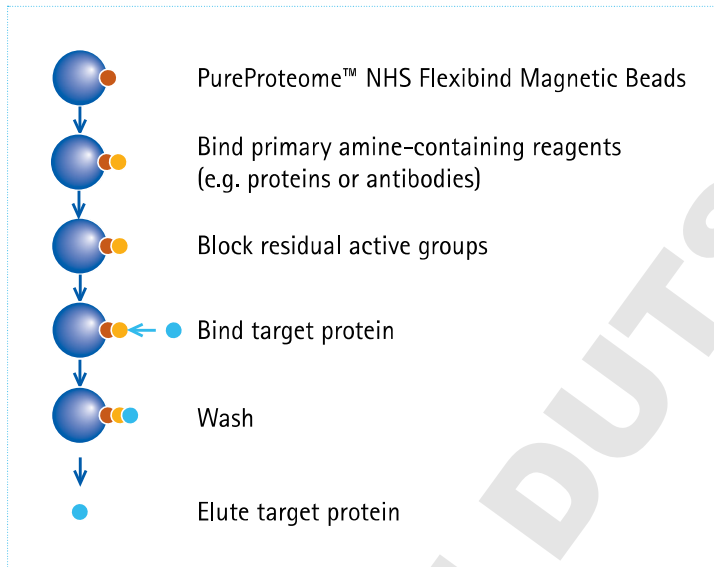 PureProteome™ NHS Flexibind Magnetic Beads
Bind primary amine-containing reagents
(e.g. proteins or antibodies)
Block residual active groups
Bind target protein
Wash
Elute target protein